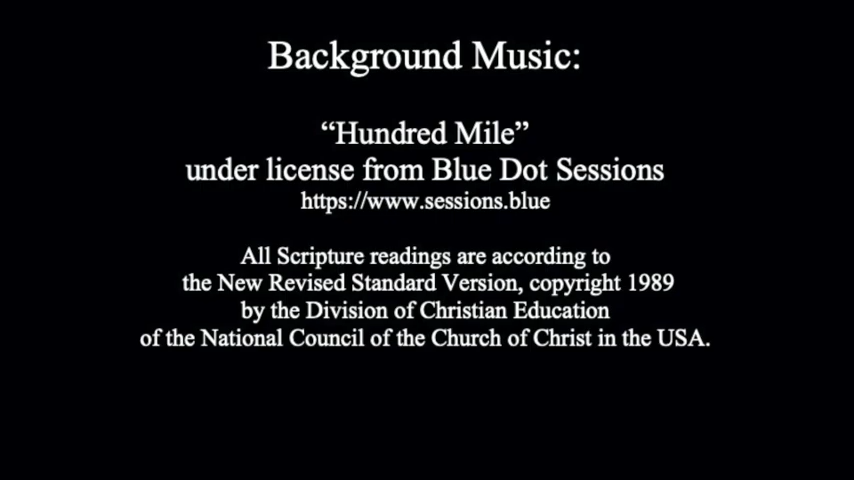 Background Music:
“Hundred Mile”
under license from Blue Dot Sessions
https://www.sessions.blue
All Scripture readings are according to
the New Revised Standard Version, copyright 1989
by the Division of Christian Education
of the National Council of the Church of Christ in the USA.